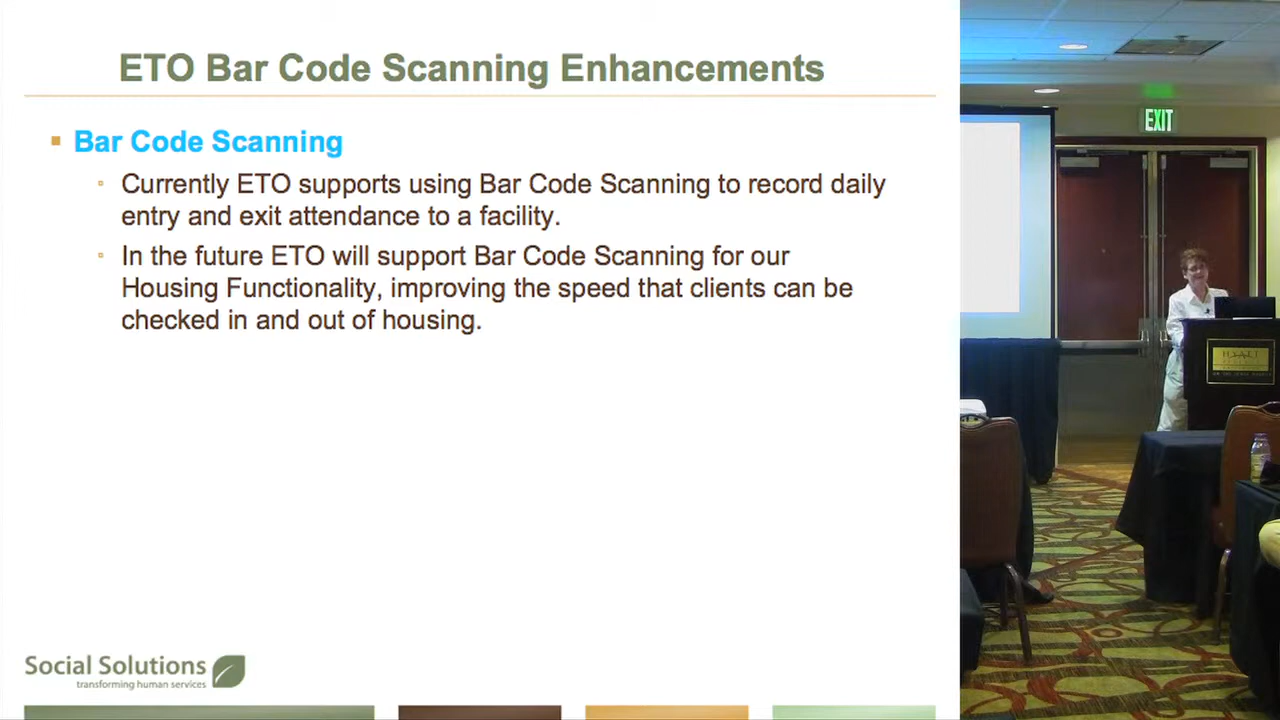 ETO Bar Code Scanning Enhancements
Bar Code Scanning
Currently ETO supports using Bar Code Scanning to record daily
entry and exit attendance to a facility.
In the future ETO will support Bar Code Scanning for our
Housing Functionality, improving the speed that clients can be
checked in and out of housing.
Social Solutions
transforming human services
EXIT
HYATT